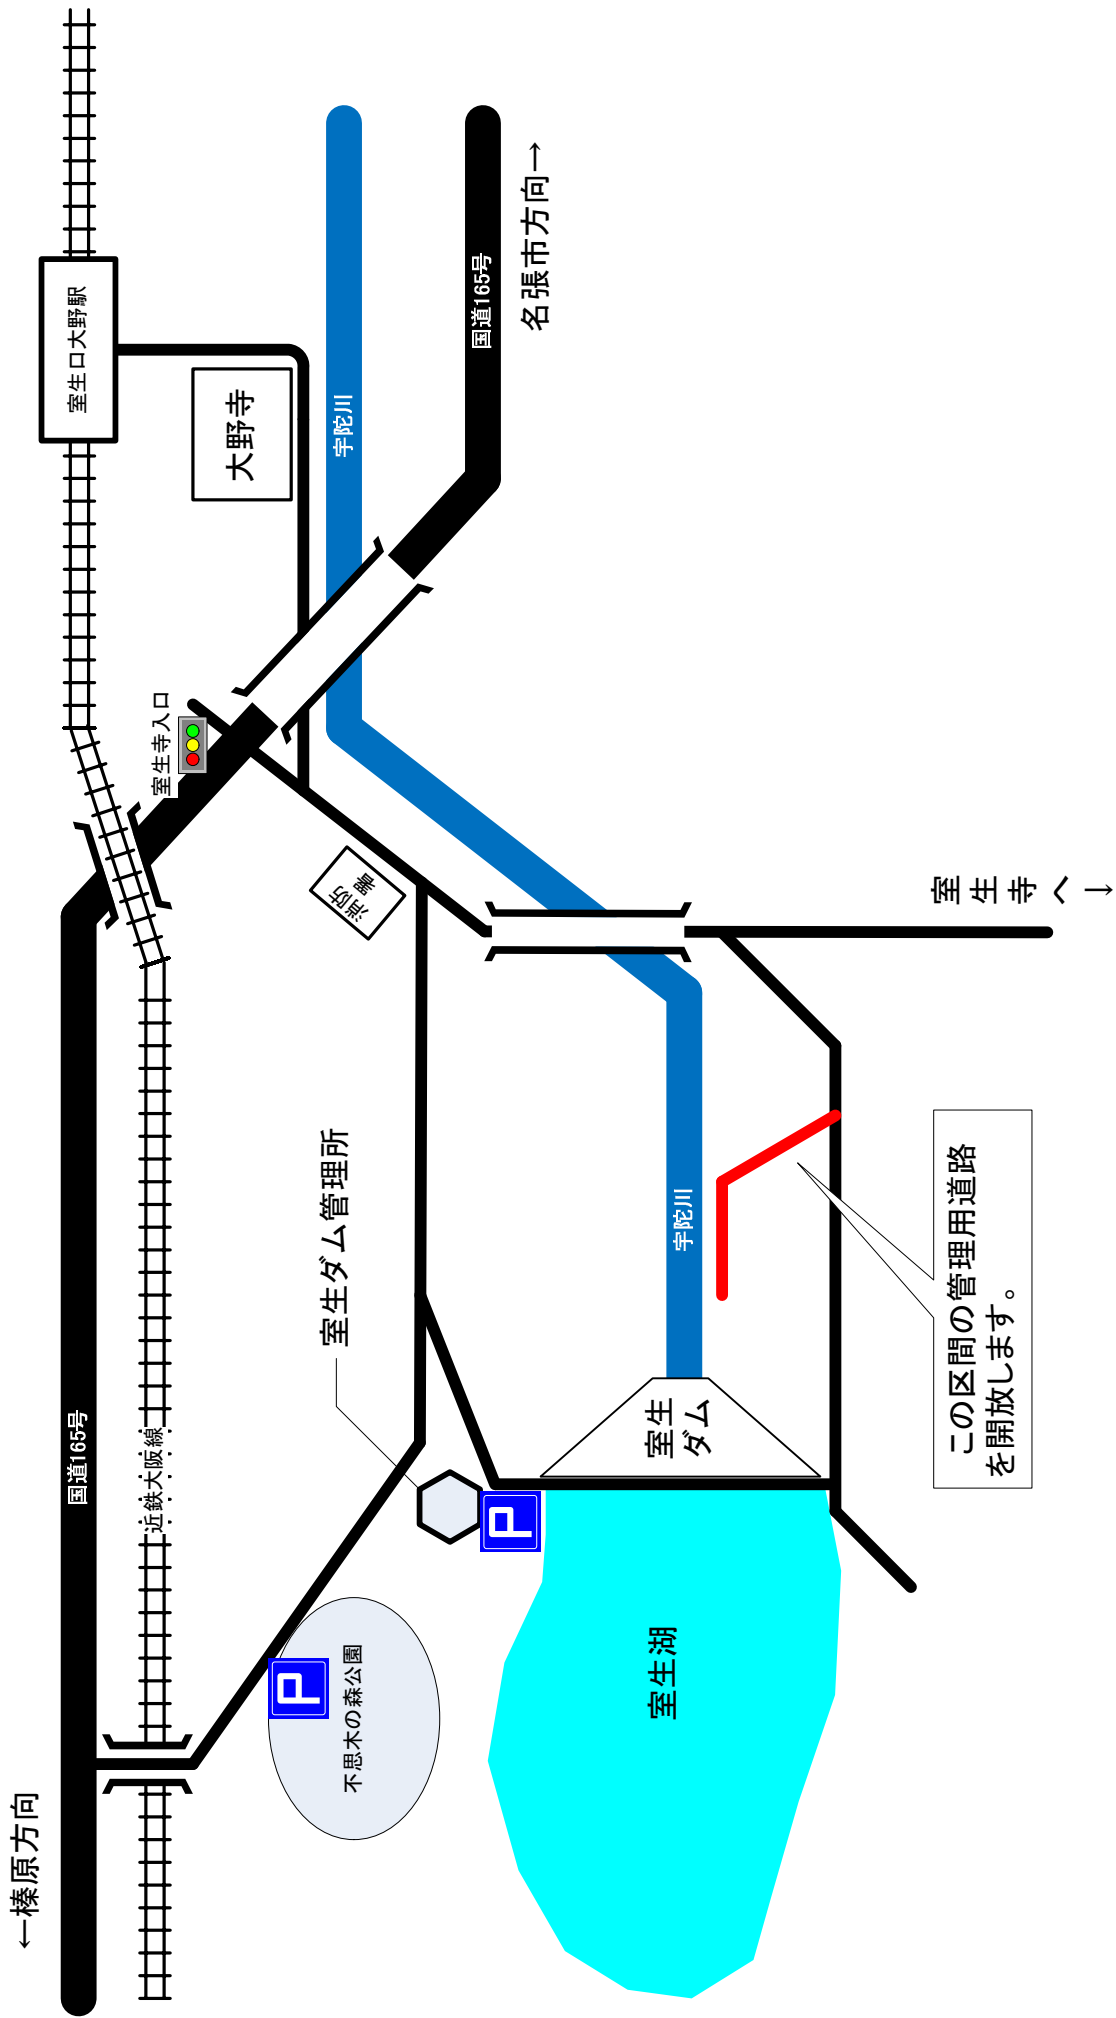 ←榛原方向
国道165号
近鉄大阪線
室生口大野駅
大野寺
室生寺入口
宇陀川
国道165号
名張市方向→
消防
署
室生ダム管理所
P
不思木の森公園
P
室生
ダム
宇陀川
室生湖
室生寺へ→
この区間の管理用道路
を開放します。